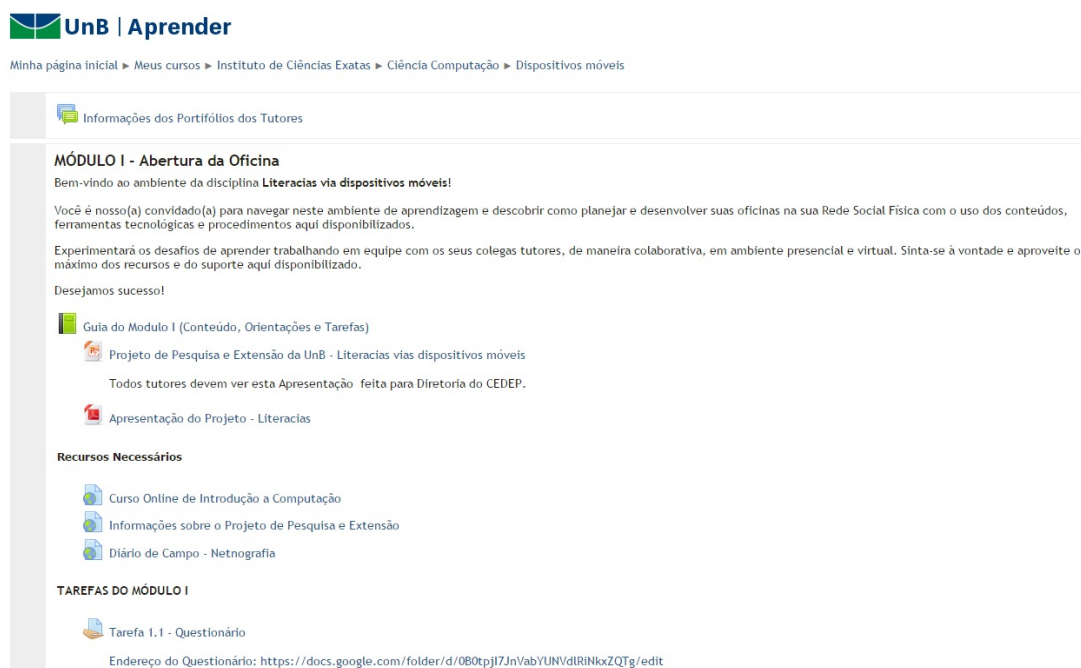 UnB | Aprender
Minha página inicial ► Meus cursos ► Instituto de Ciências Exatas ► Ciência Computação ► Dispositivos móveis
Informações dos Portifólios dos Tutores
MÓDULO I - Abertura da Oficina
Bem-vindo ao ambiente da disciplina Literacias via dispositivos móveis!
Você é nosso(a) convidado(a) para navegar neste ambiente de aprendizagem e descobrir como planejar e desenvolver suas oficinas na sua Rede Social Física com o uso dos conteúdos,
ferramentas tecnológicas e procedimentos aqui disponibilizados.
Experimentará os desafios de aprender trabalhando em equipe com os seus colegas tutores, de maneira colaborativa, em ambiente presencial e virtual. Sinta-se à vontade e aproveite o
máximo dos recursos e do suporte aqui disponibilizado.
Desejamos sucesso!
Guia do Modulo I (Conteúdo, Orientações e Tarefas)
Projeto de Pesquisa e Extensão da UnB - Literacias vias dispositivos móveis
Todos tutores devem ver esta Apresentação feita para Diretoria do CEDEP.
Apresentação do Projeto - Literacias
Recursos Necessários
Curso Online de Introdução a Computação
Informações sobre o Projeto de Pesquisa e Extensão
Diário de Campo - Netnografia
TAREFAS DO MÓDULO I
Tarefa 1.1 - Questionário
Endereço do Questionário: https://docs.google.com/folder/d/0B0tpjI7JnVabYUNVdlRiNkxZQTg/edit